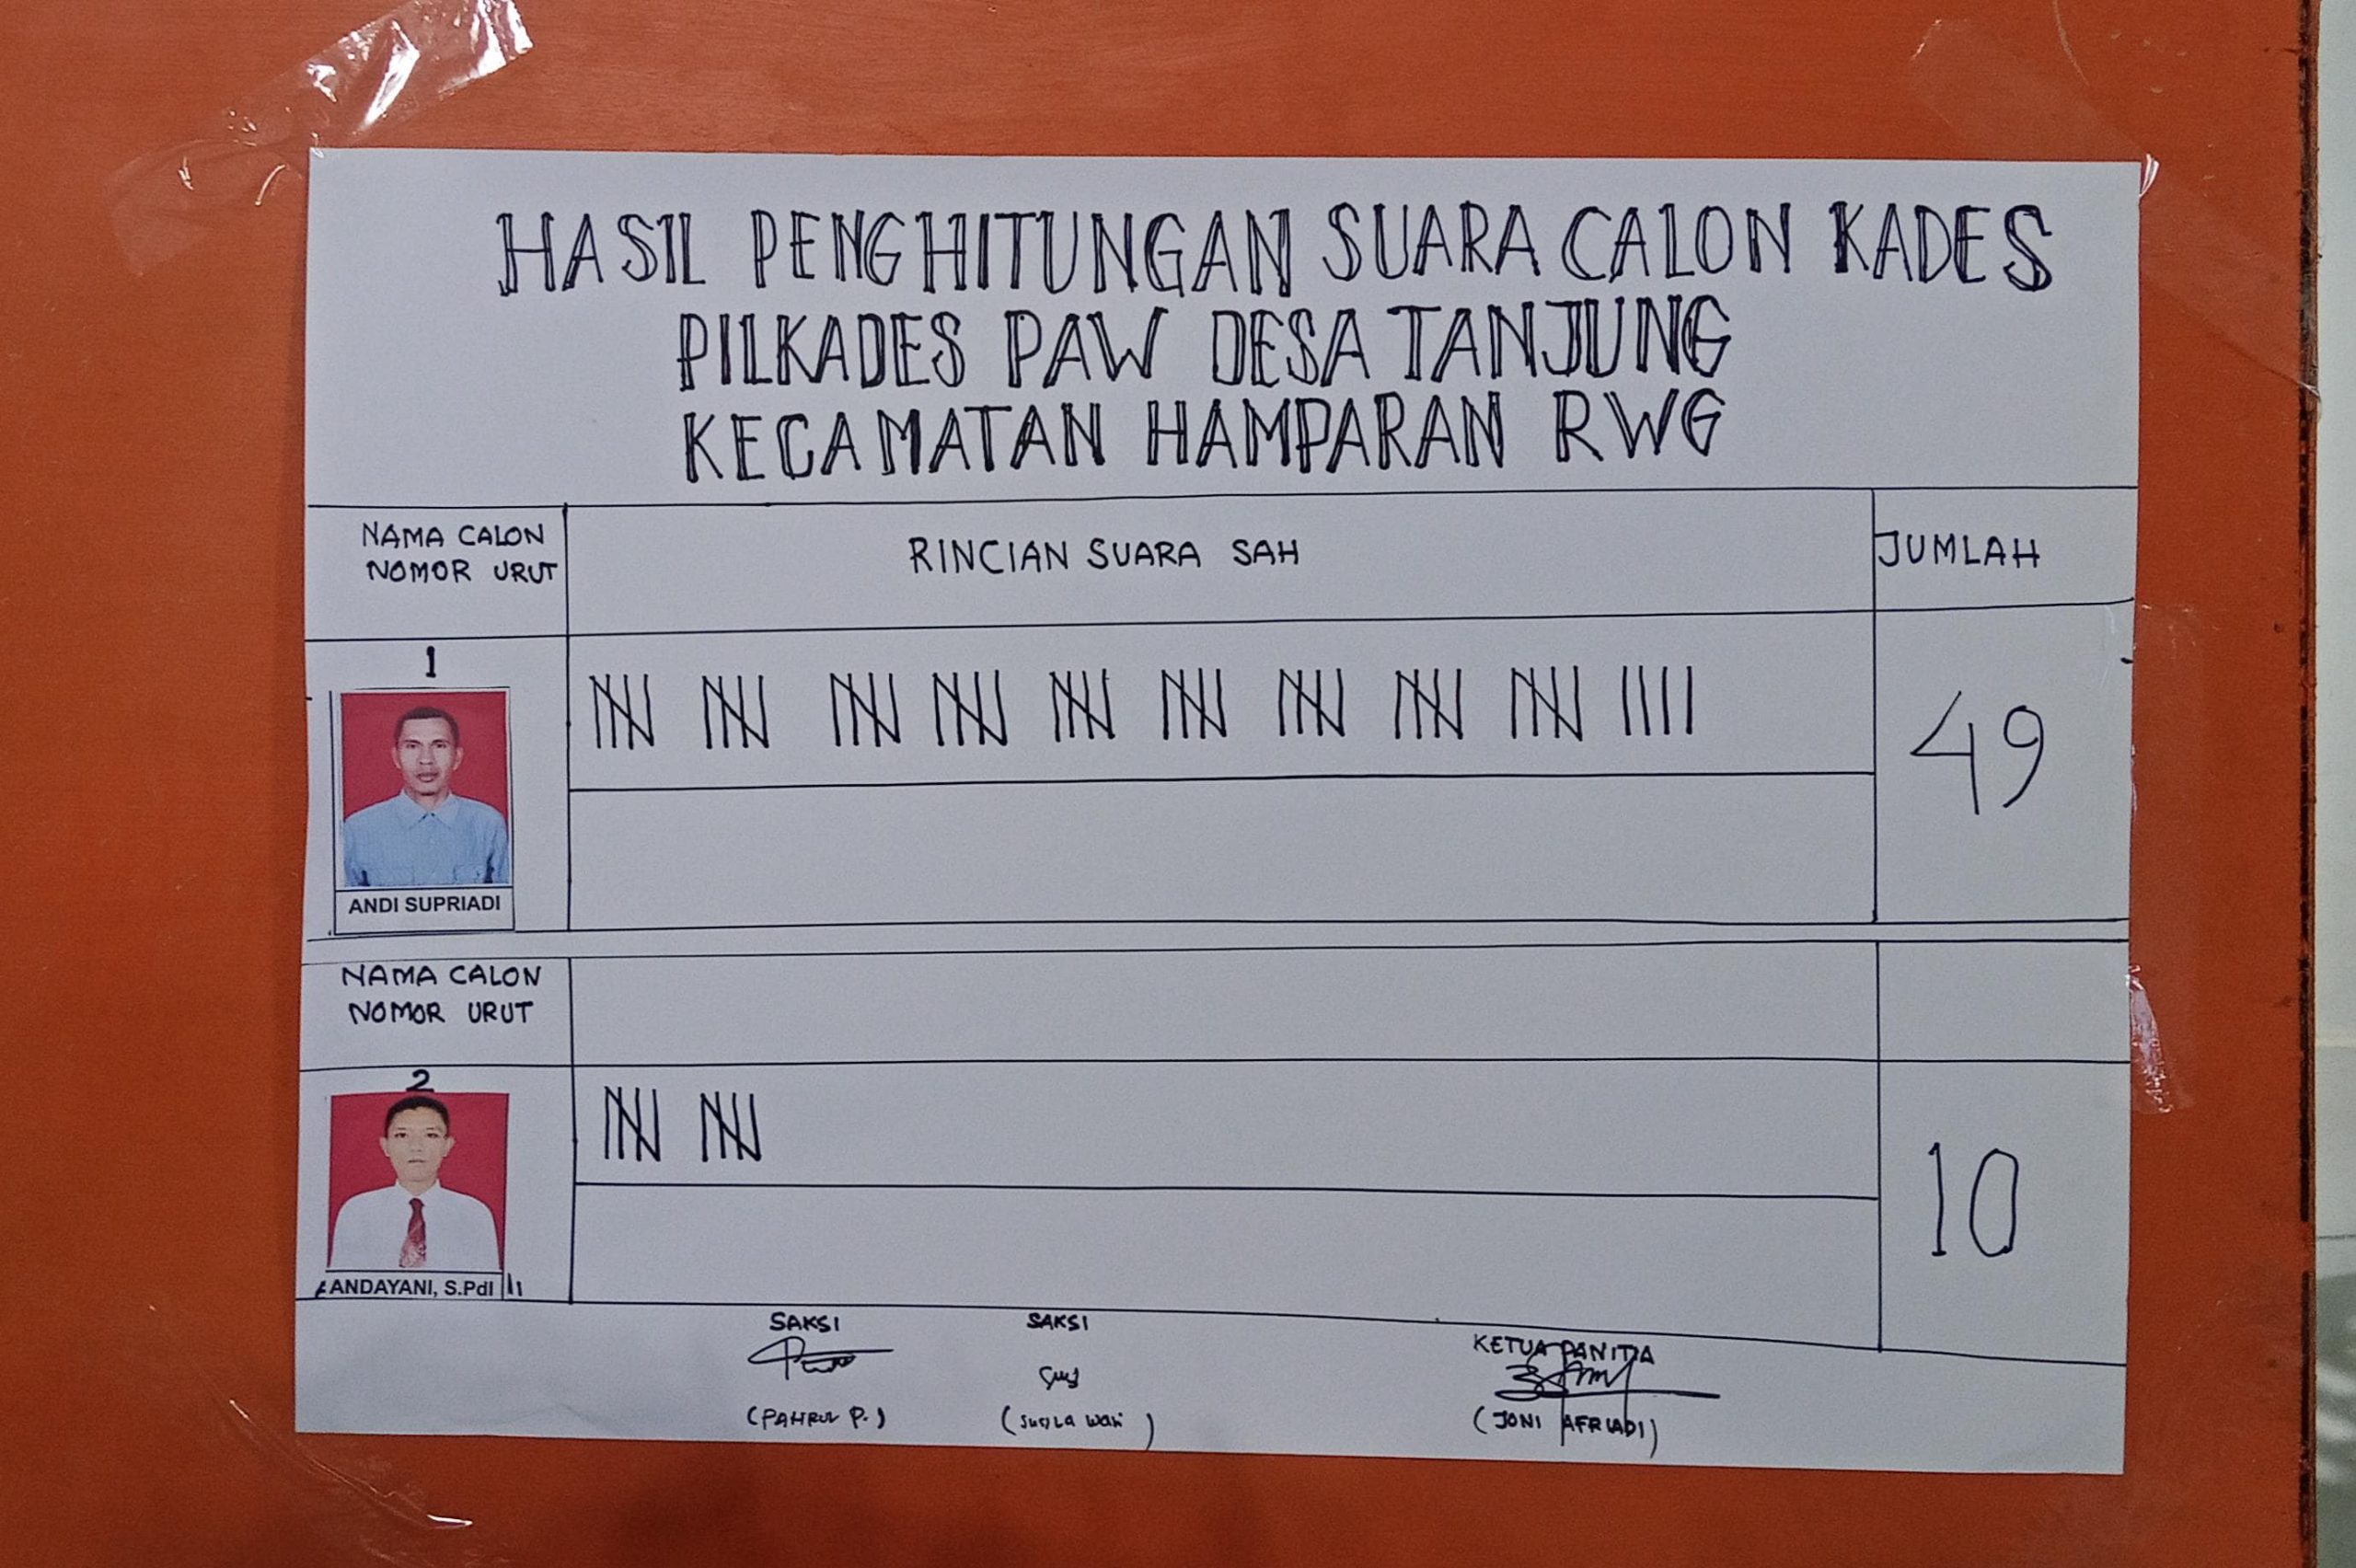 HASIL PENGHITUNGAN SUARA CALON KADES
PILKADES PAW DESA TANJUNG
KECAMATAN HAMPARAN RWG
NAMA CALON
NOMOR URUT
RINCIAN SUARA SAH
JUMLAH
1
49
ANDI SUPRIADI
NAMA CALON
NOMOR URUT
2
10
ANDAYANI, S.PdI
SAKSI SAKSI
KETUA PANITIA
(PAHRUL P.)
(JONI AFRIADI)